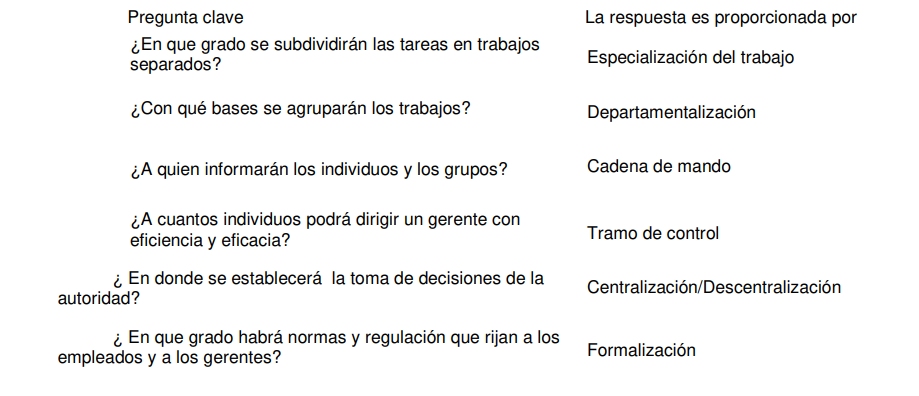 Pregunta clave La respuesta es proporcionada por
¿En que grado se subdividirán las tareas en trabajos
separados?
Especialización del trabajo
¿Con qué bases se agruparán los trabajos?
Departamentalización
¿A quien informarán los individuos y los grupos?
Cadena de mando
¿A cuantos individuos podrá dirigir un gerente con
eficiencia y eficacia?
Tramo de control
¿ En donde se establecerá  la toma de decisiones de la
autoridad?
Centralización/Descentralización
¿ En que grado habrá normas y regulación que rijan a los
empleados y a los gerentes?
Formalización